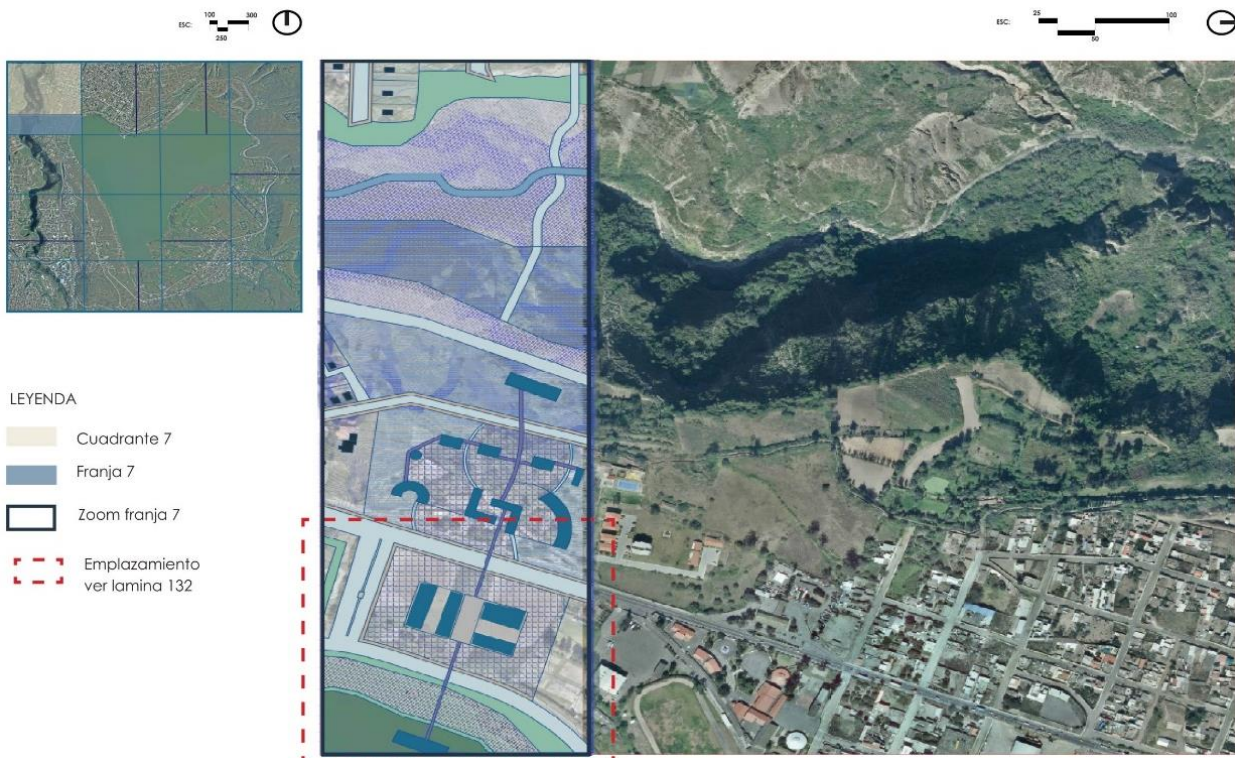 100 300
ESC:
250
25 100
ESC:
50
LEYENDA
Cuadrante 7
Franja 7
Zoom franja 7
Emplazamiento
ver lamina 132